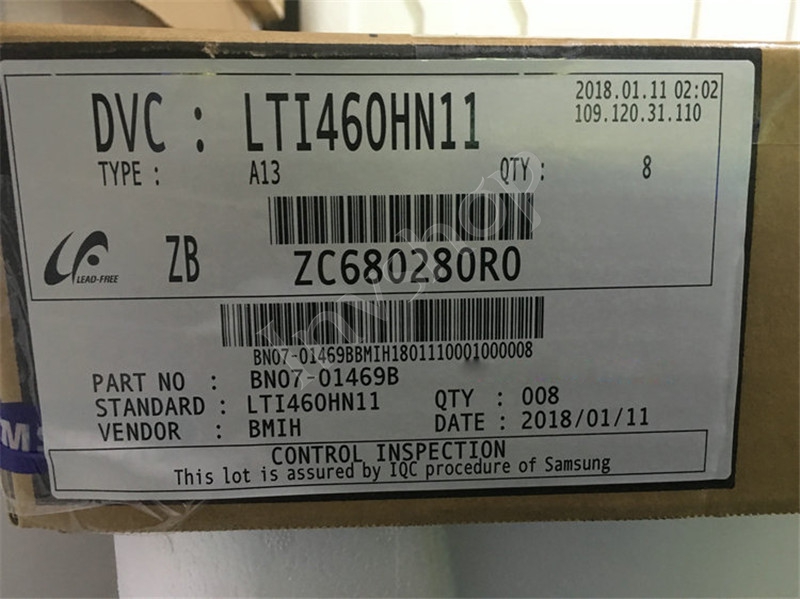 2018.01.11 02:02
DVC : LTI460HN11
109.120.31.110
TYPE : A13 QTY : 8
LEAD-FREE
ZB ZC680280R0
BN07-01469BBMIH1801110001000008
PART NO : BN07-01469B
STANDARD : LTI460HN11 QTY : 008
VENDOR : BMIH DATE : 2018/01/11
CONTROL INSPECTION
This lot is assured by IQC procedure of Samsung
Invshop